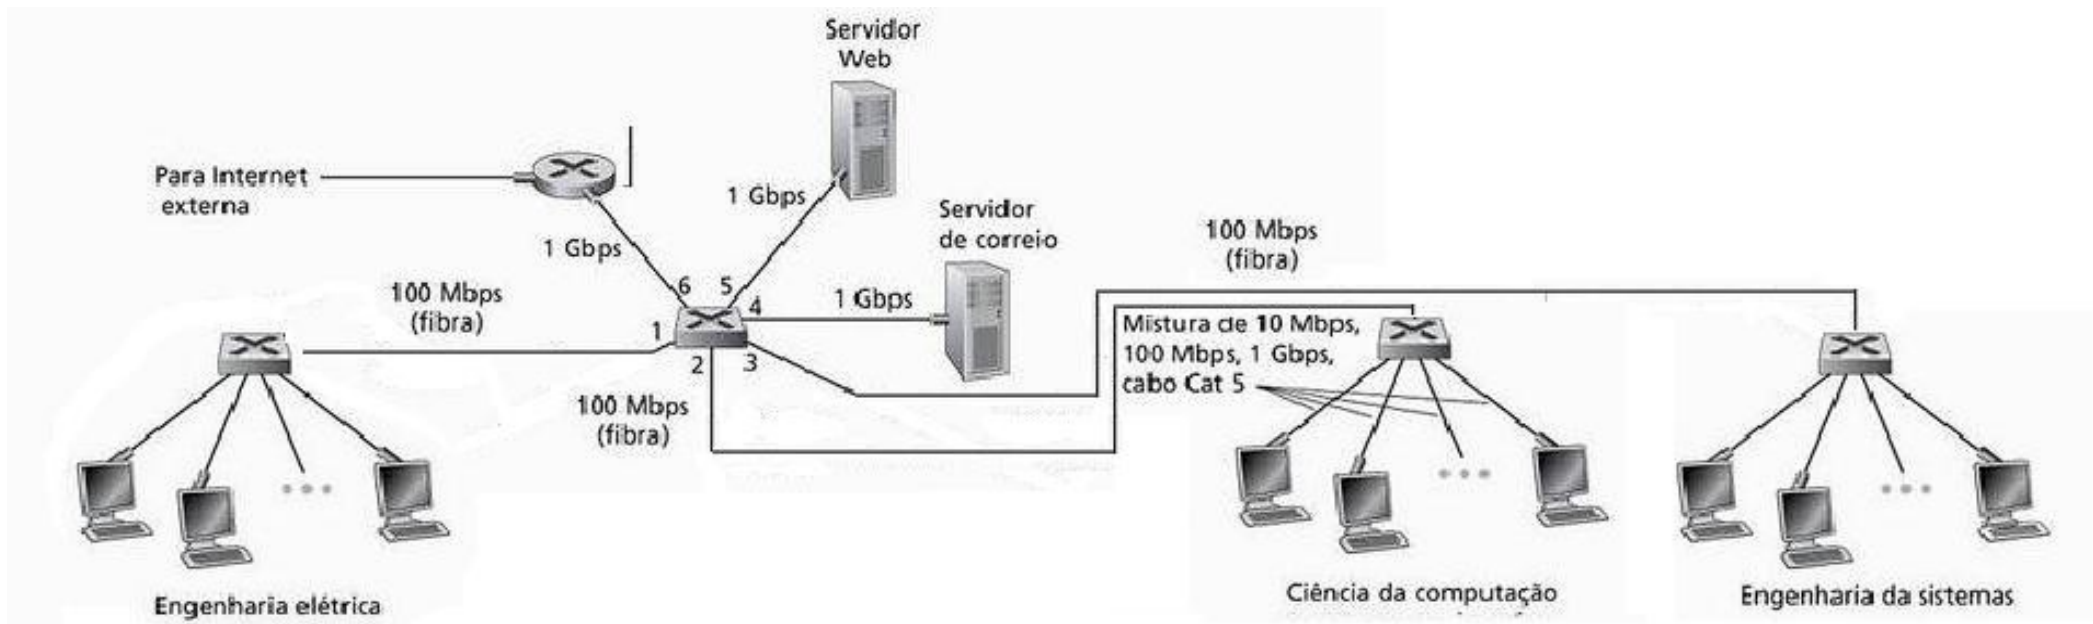 Servidor
Web
Para Internet
externa
1 Gbps
1 Gbps
Servidor
de correio
100 Mbps
(fibra)
100 Mbps
(fibra)
6
5
4
1 Gbps
1
2
3
Mistura de 10 Mbps,
100 Mbps, 1 Gbps,
cabo Cat 5
100 Mbps
(fibra)
Engenharia elétrica
Ciência da computação
Engenharia da sistemas